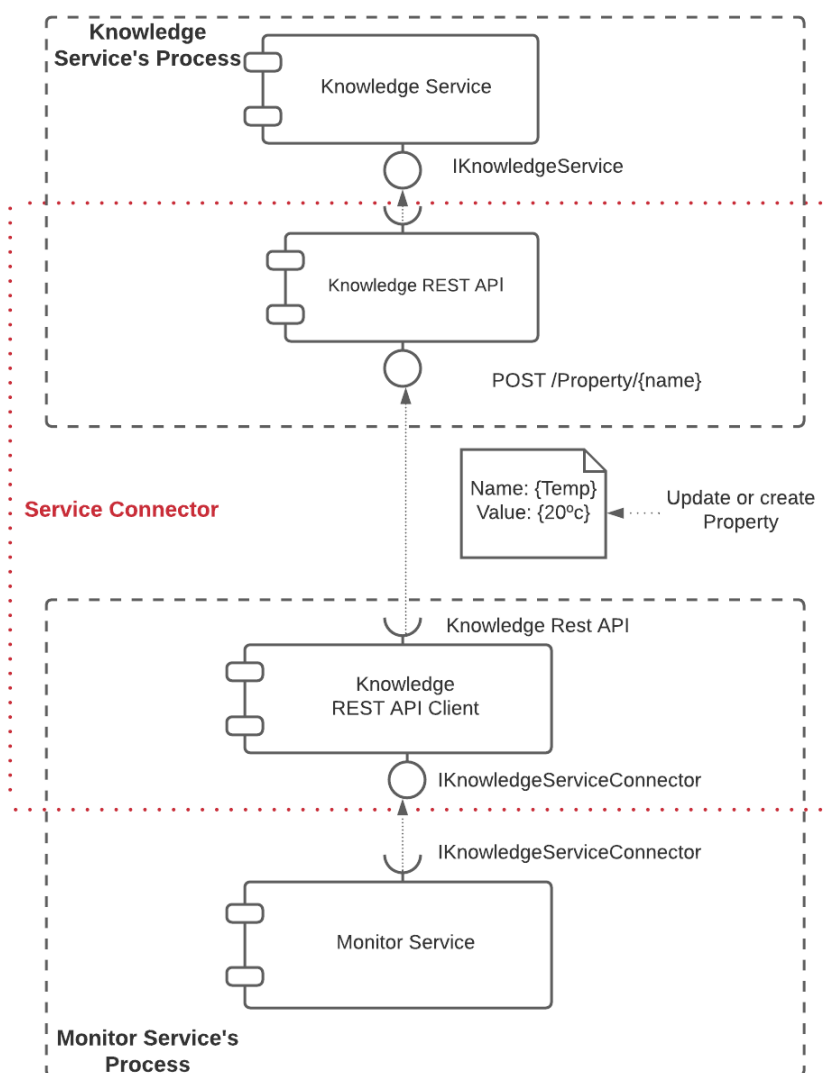 Knowledge
Service's Process
Knowledge Service
IKnowledgeService
Knowledge REST API
POST /Property/{name}
Name: {Temp}
Value: {20ºc}
Update or create
Property
Service Connector
Knowledge Rest API
Knowledge
REST API Client
IKnowledgeServiceConnector
IKnowledgeServiceConnector
Monitor Service
Monitor Service's
Process